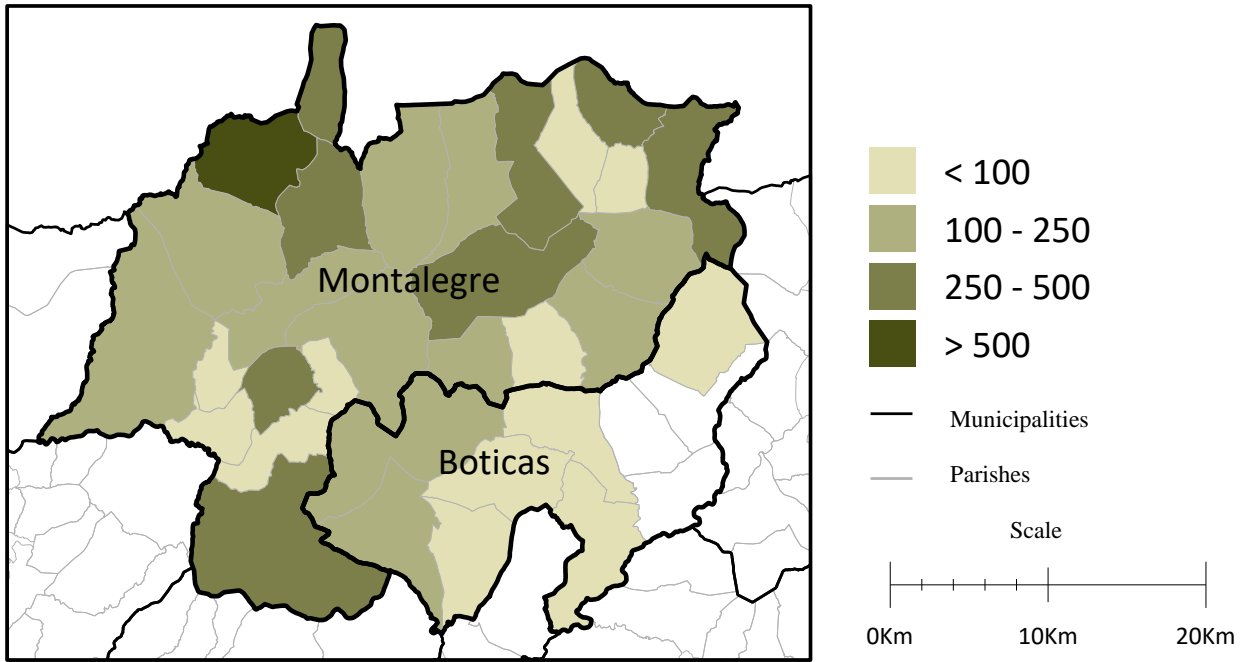 Montalegre
Boticas
< 100
100 - 250
250 - 500
> 500
Municipalities
Parishes
Scale
0Km 10Km 20Km